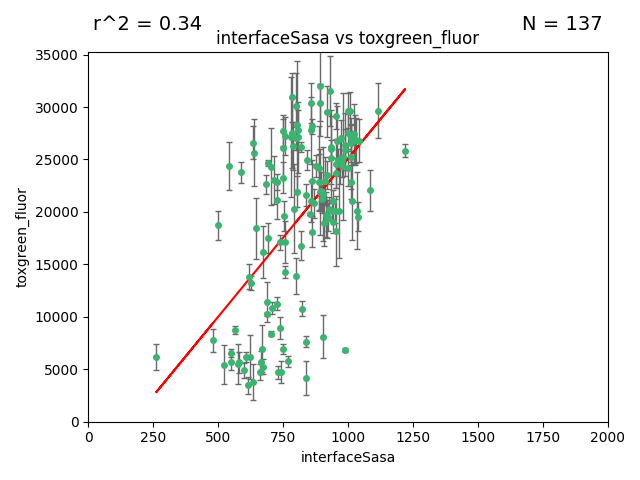 r^2 = 0.34 N = 137
interfaceSasa vs toxgreen_fluor
35000
30000
25000
20000
15000
10000
5000
0
toxgreen_fluor
0 250 500 750 1000 1250 1500 1750 2000
interfaceSasa